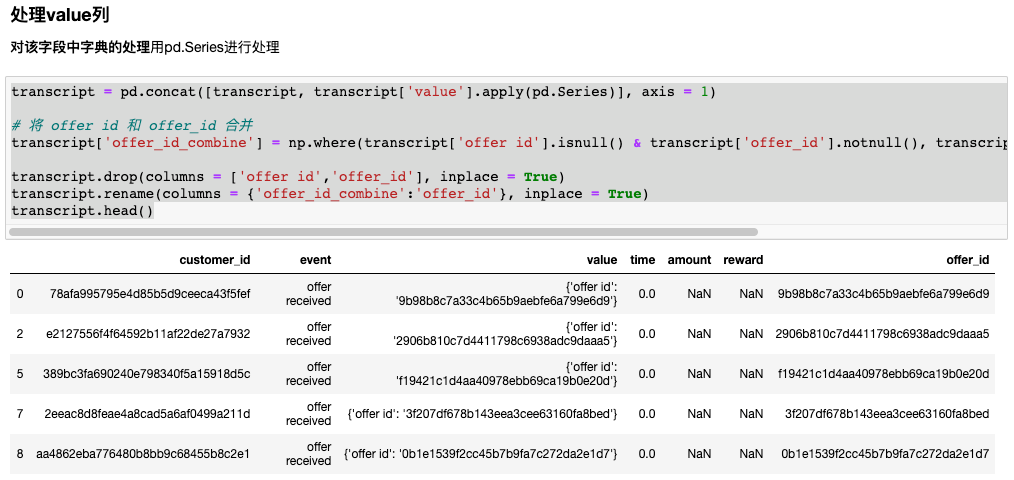 处理value列
对该字段中字典的处理用pd.Series进行处理
transcript = pd.concat([transcript, transcript['value'].apply(pd.Series)], axis = 1)
# 将 offer id 和 offer_id 合并
transcript['offer_id_combine'] = np.where(transcript['offer id'].isnull() & transcript['offer_id'].notnull(), transcrip
transcript.drop(columns = ['offer id','offer_id'], inplace = True)
transcript.rename(columns = {'offer_id_combine':'offer_id'}, inplace = True)
transcript.head()
customer_id event value time amount reward offer_id
0 78afa995795e4d85b5d9ceeca43f5fef offer received {'offer id': '9b98b8c7a33c4b65b9aebfe6a799e6d9'} 0.0 NaN NaN 9b98b8c7a33c4b65b9aebfe6a799e6d9
2 e2127556f4f64592b11af22de27a7932 offer received {'offer id': '2906b810c7d4411798c6938adc9daaa5'} 0.0 NaN NaN 2906b810c7d4411798c6938adc9daaa5
5 389bc3fa690240e798340f5a15918d5c offer received {'offer id': 'f19421c1d4aa40978ebb69ca19b0e20d'} 0.0 NaN NaN f19421c1d4aa40978ebb69ca19b0e20d
7 2eeac8d8feae4a8cad5a6af0499a211d offer received {'offer id': '3f207df678b143eea3cee63160fa8bed'} 0.0 NaN NaN 3f207df678b143eea3cee63160fa8bed
8 aa4862eba776480b8bb9c68455b8c2e1 offer received {'offer id': '0b1e1539f2cc45b7b9fa7c272da2e1d7'} 0.0 NaN NaN 0b1e1539f2cc45b7b9fa7c272da2e1d7